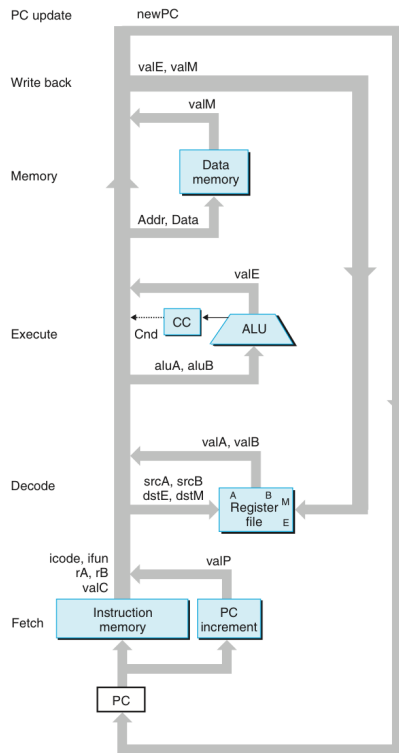 PC update
newPC
Write back
valE, valM
valM
Memory
Data
memory
Addr, Data
valE
Execute
CC
ALU
Cnd
aluA, aluB
valA, valB
Decode
srcA, srcB
dstE, dstM
A B
M
Register
file
E
icode, ifun
rA, rB
valC
valP
Fetch
Instruction
memory
PC
increment
PC